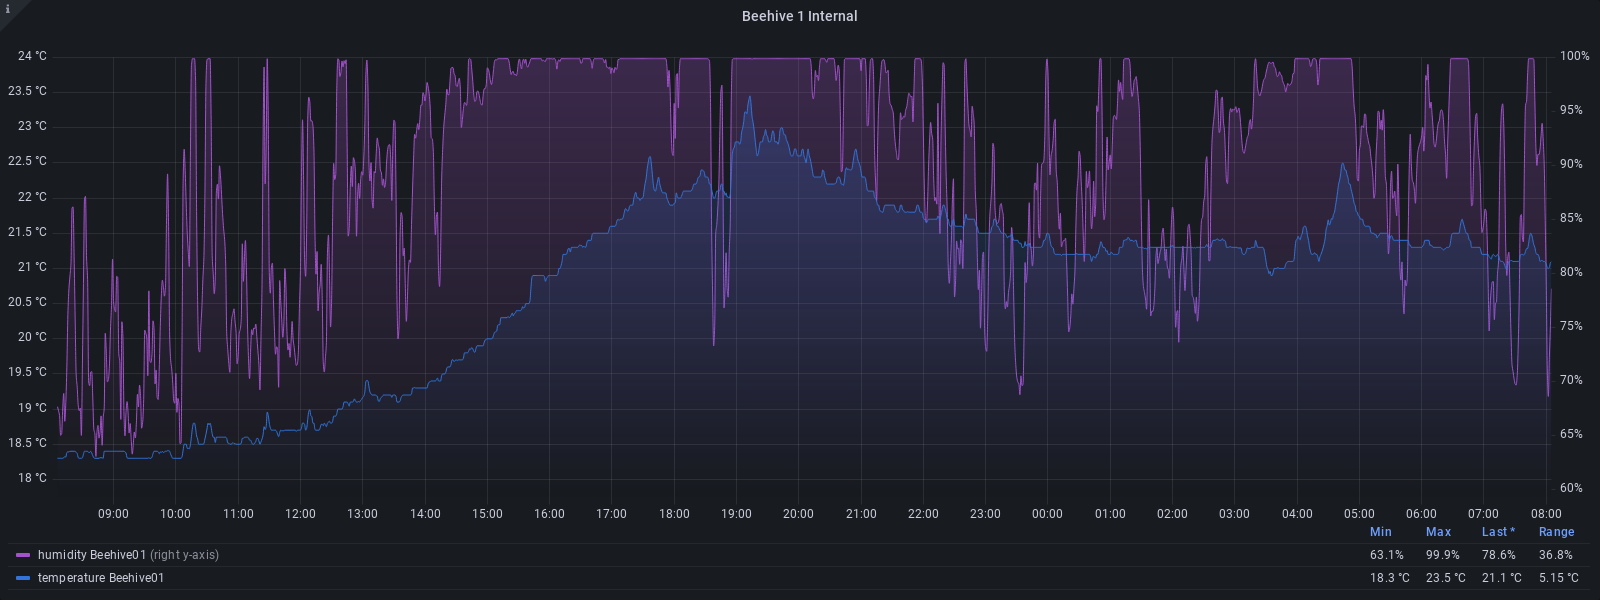 i
Beehive 1 Internal
24 °C
23.5 °C
23 °C
22.5 °C
22 °C
21.5 °C
21 °C
20.5 °C
20 °C
19.5 °C
19 °C
18.5 °C
18 °C
100%
95%
90%
85%
80%
75%
70%
65%
60%
09:00 10:00 11:00 12:00 13:00 14:00 15:00 16:00 17:00 18:00 19:00 20:00 21:00 22:00 23:00 00:00 01:00 02:00 03:00 04:00 05:00 06:00 07:00 08:00
Min Max Last * Range
humidity Beehive01 (right y-axis) 63.1% 99.9% 78.6% 36.8%
temperature Beehive01 18.3 °C 23.5 °C 21.1 °C 5.15 °C